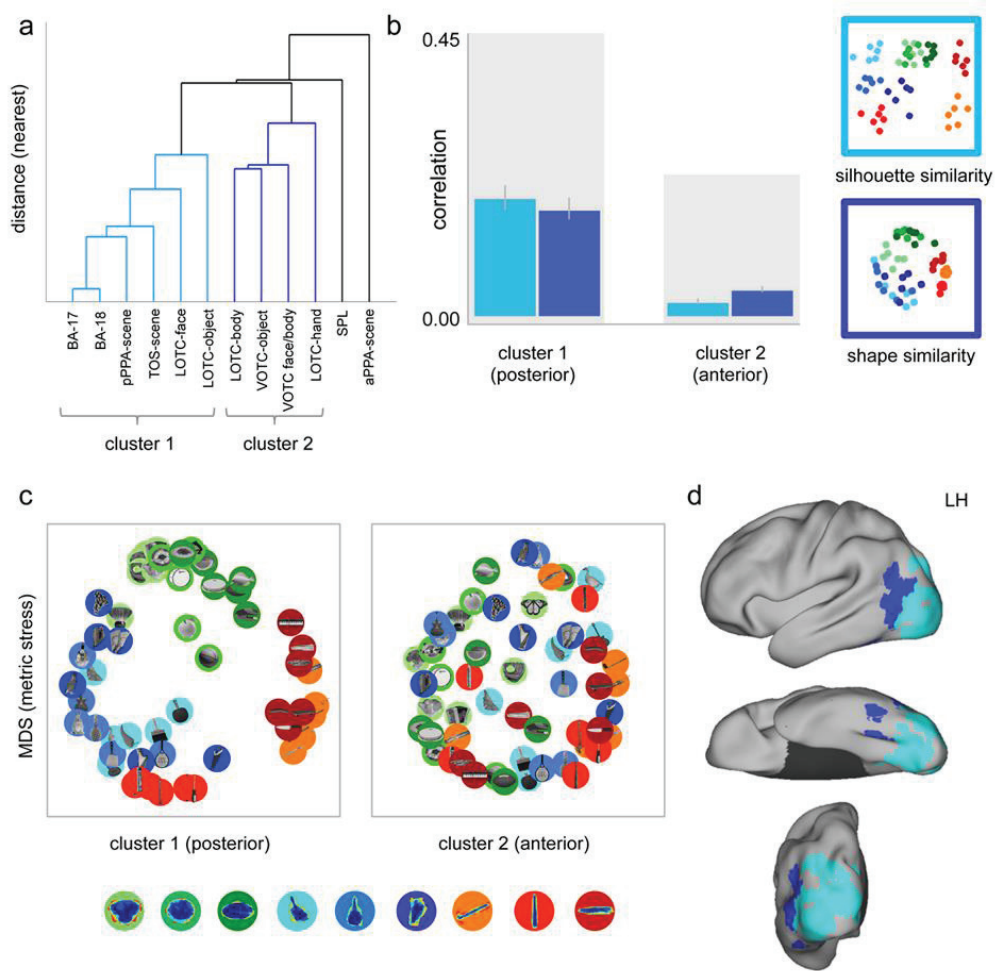 a
distance (nearest)
BA-17
BA-18
pPPA-scene
TOS-scene
LOTC-face
LOTC-object
LOTC-body
VOTC-object
VOTC face/body
LOTC-hand
SPL
aPPA-scene
cluster 1
cluster 2
b
0.45
correlation
0.00
cluster 1
(posterior)
cluster 2
(anterior)
silhouette similarity
shape similarity
c
MDS (metric stress)
cluster 1 (posterior)
cluster 2 (anterior)
d
LH